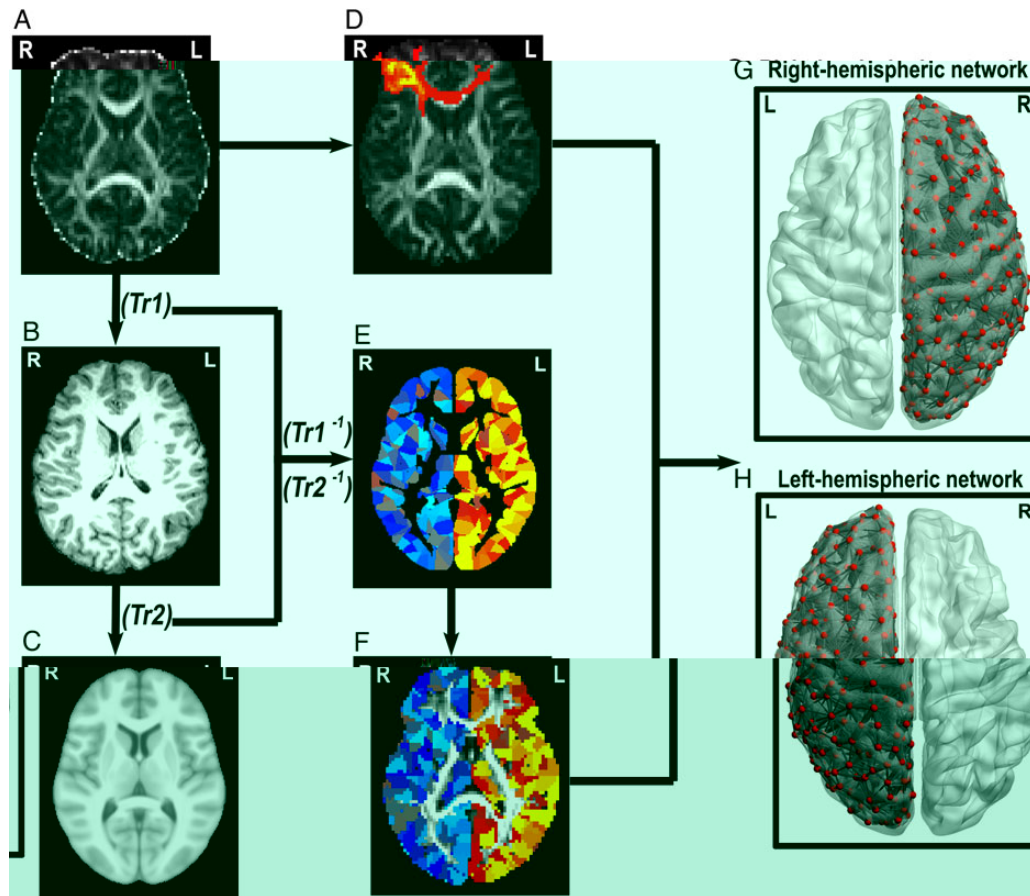 A
R L
D
R L
G Right-hemispheric network
L R
(Tr1)
B
R L
E
R L
(Tr1 -1)
(Tr2 -1)
H Left-hemispheric network
L R
(Tr2)
C
R L
F
R L